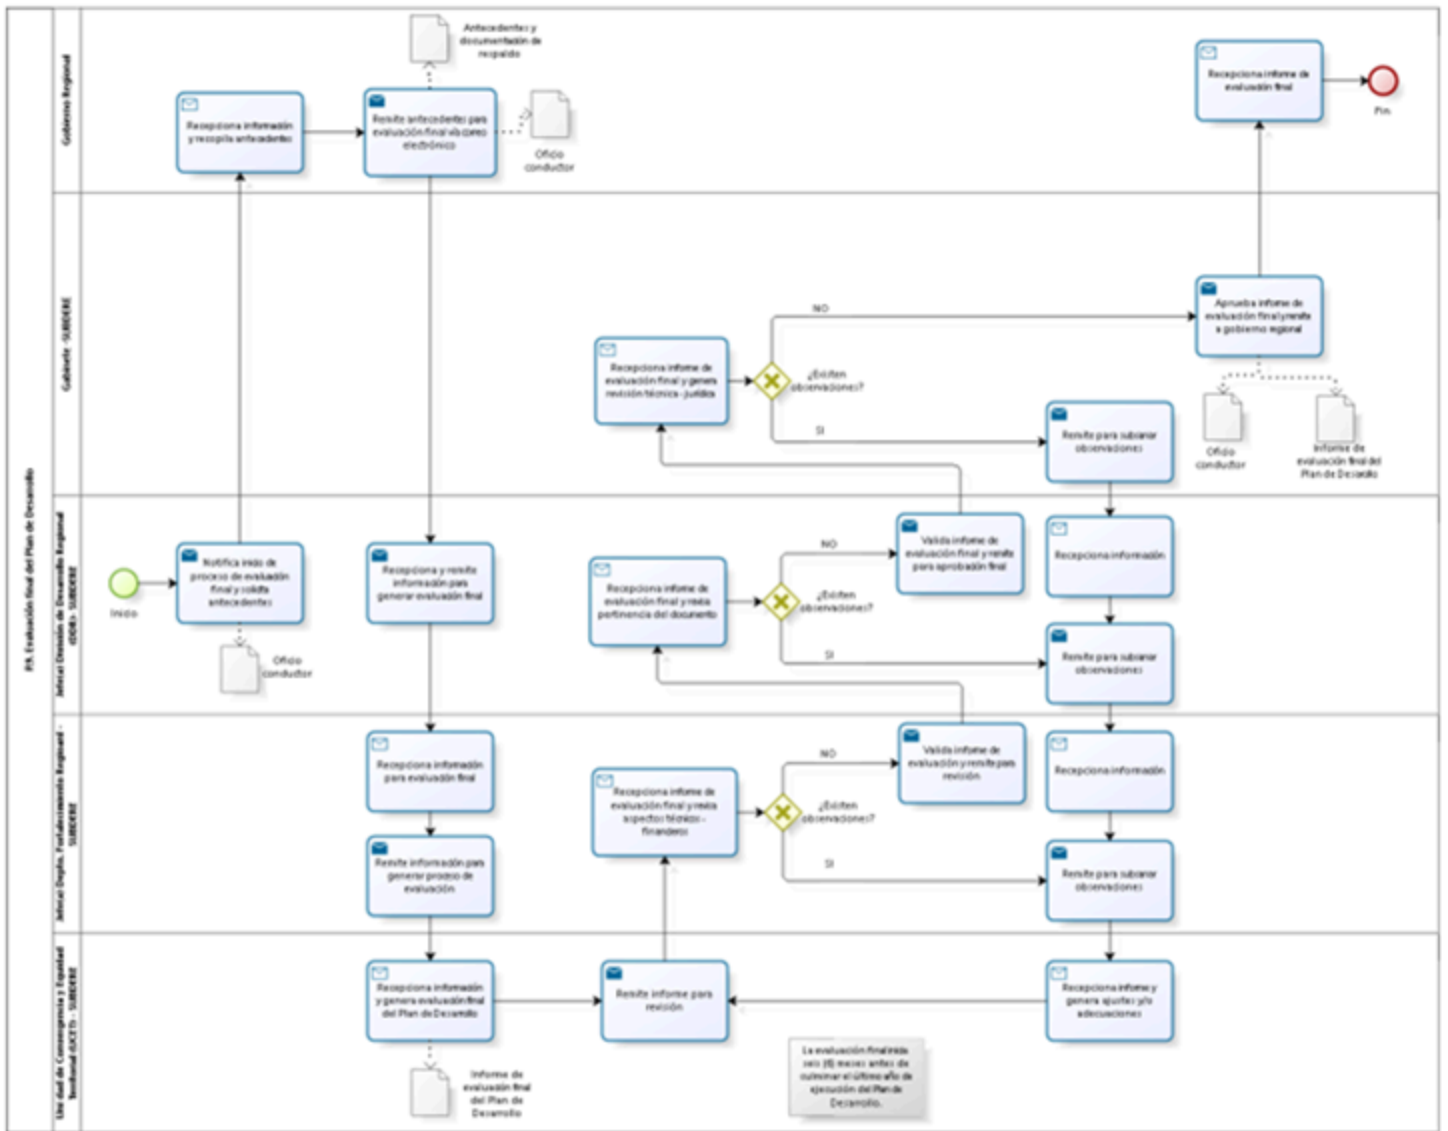 P.9. Evaluación final del Plan de Desarrollo
Gobierno Regional
Antecedentes y
documentación de
respaldo
Recepciona información
y recopila antecedentes
Remite antecedentes para
evaluación final vía correo
electrónico
Oficio
conductor
Recepciona informe de
evaluación final
Fin
Gabinete -SUBDERE
Recepciona informe de
evaluación final y genera
revisión técnica - jurídica
¿Existen
observaciones?
NO
SI
Aprueba informe de
evaluación final y remite
a gobierno regional
Remite para subsanar
observaciones
Oficio
conductor
Informe de
evaluación final del
Plan de Desarrollo
Jefe(a) División de Desarrollo Regional
(DDR)- SUBDERE
Inicio
Notifica inicio de
proceso de evaluación
final y solicita
antecedentes
Oficio
conductor
Recepciona y remite
información para
generar evaluación final
Recepciona informe de
evaluación final y revisa
pertinencia del documento
¿Existen
observaciones?
NO
SI
Valida informe de
evaluación final y remite
para aprobación final
Recepciona información
Remite para subsanar
observaciones
Jefe(a) Depto. Fortalecimiento Regional -
SUBDERE
Recepciona información
para evaluación final
Remite información para
generar proceso de
evaluación
Recepciona informe de
evaluación final y revisa
aspectos técnicos -
financieros
¿Existen
observaciones?
NO
SI
Valida informe de
evaluación y remite para
revisión
Recepciona información
Remite para subsanar
observaciones
Unidad de Convergencia y Equidad
Territorial (UCET) - SUBDERE
Recepciona información
y genera evaluación final
del Plan de Desarrollo
Informe de
evaluación final
del Plan de
Desarrollo
Remite informe para
revisión
La evaluación final inicia
seis (6) meses antes de
culminar el último año de
ejecución del Plan de
Desarrollo.
Recepciona informe y
genera ajustes y/o
adecuaciones